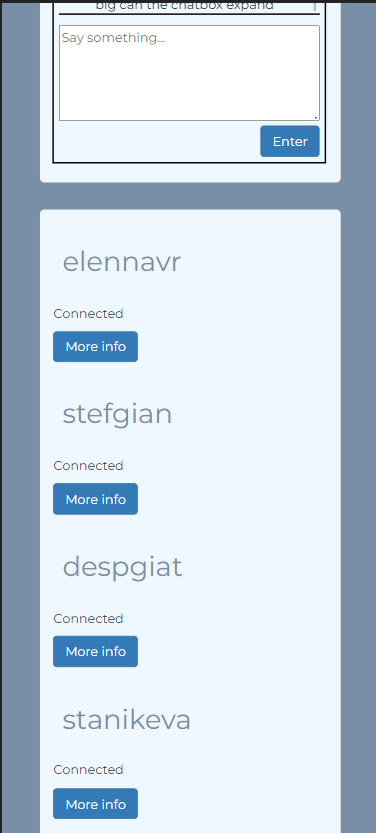 big can the chatbox expand
Say something...
Enter
elennavr
Connected
More info
stefgian
Connected
More info
despgiat
Connected
More info
stanikeva
Connected
More info